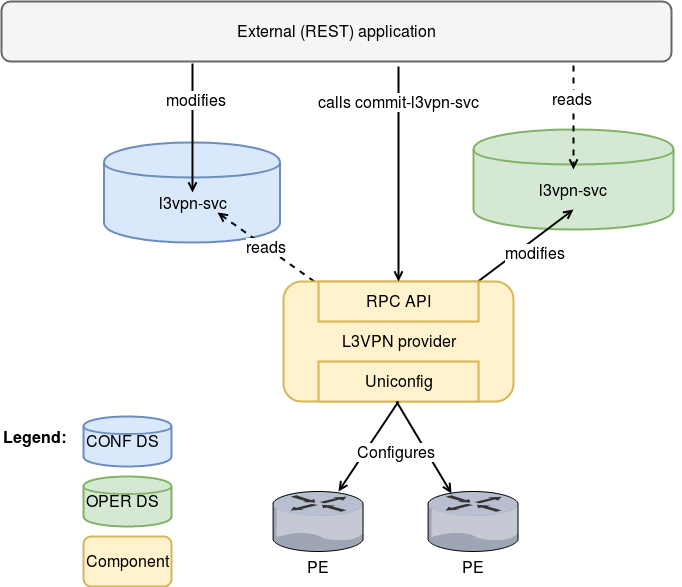 External (REST) application
modifies
calls commit-l3vpn-svc
reads
l3vpn-svc
l3vpn-svc
reads
modifies
RPC API
L3VPN provider
Uniconfig
Legend:
CONF DS
Configures
OPER DS
Component
PE
PE